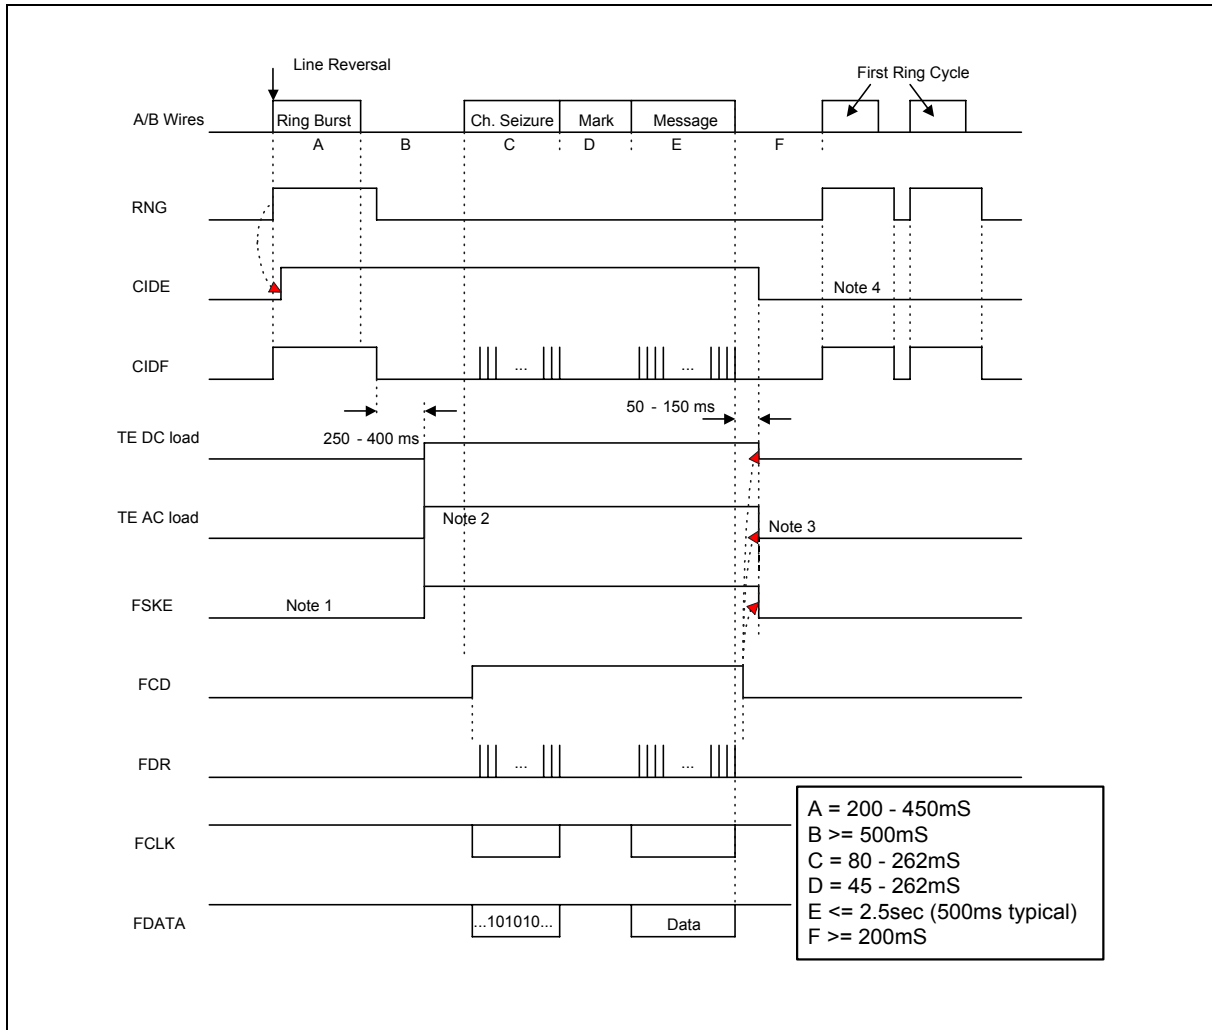 Line Reversal
First Ring Cycle
A/B Wires
Ring Burst
Ch. Seizure
Mark
Message
A
B
C
D
E
F
RNG
CIDE
Note 4
CIDF
...
...
50 - 150 ms
250 - 400 ms
TE DC load
TE AC load
Note 2
Note 3
FSKE
Note 1
FCD
FDR
...
...
FCLK
FDATA
...101010...
Data
A = 200 - 450mS
B >= 500mS
C = 80 - 262mS
D = 45 - 262mS
E <= 2.5sec (500ms typical)
F >= 200mS